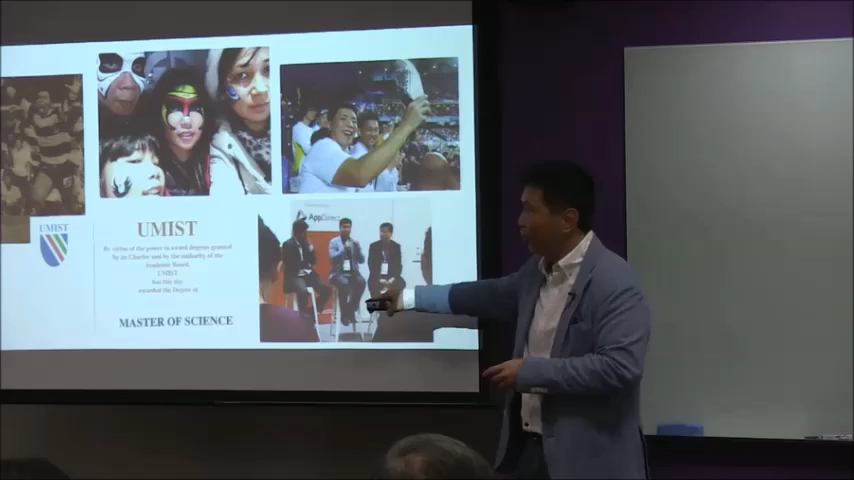 UMIST
UMIST
By virtue of the power to award degrees granted
by its Charter and by the authority of the
Academic Board,
UMIST
has this day
awarded the Degree of
MASTER OF SCIENCE
AppDirect